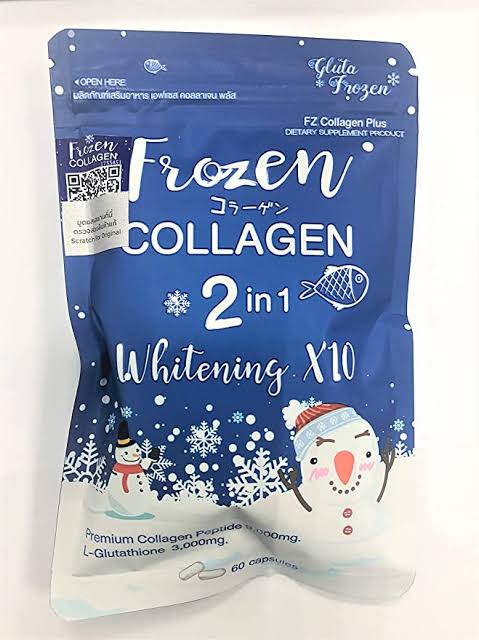 Gluta
Frozen
OPEN HERE
ผลิตภัณฑ์เสริมอาหาร เอฟแซส คอลลาเจน พลัส
FZ Collagen Plus
DIETARY SUPPLEMENT PRODUCT
Frozen
COLLAGEN
Scratch for Original
Frozen
コラーゲン
COLLAGEN
2 in 1
Whitening X10
Premium Collagen Peptide ,000mg.
L-Glutathione 3,000mg.
60 capsules